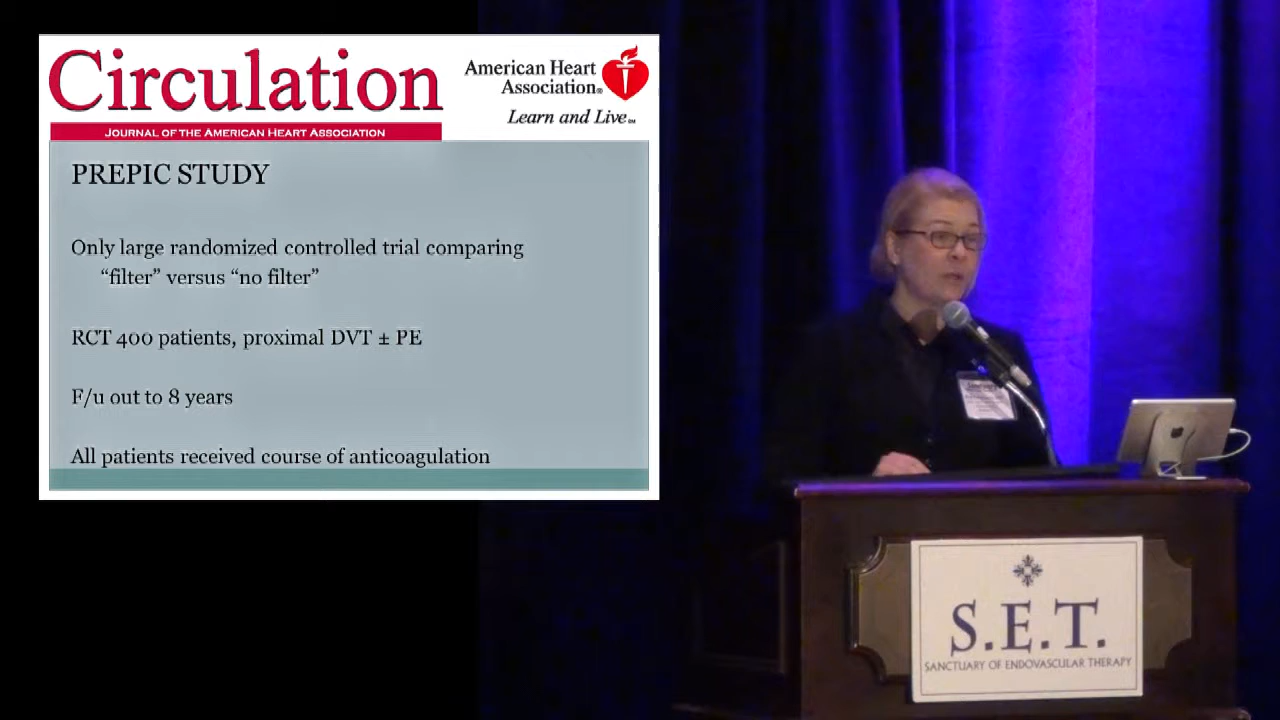 Circulation
JOURNAL OF THE AMERICAN HEART ASSOCIATION
American Heart
Association®
Learn and Live℠
PREPIC STUDY
Only large randomized controlled trial comparing
“filter” versus “no filter”
RCT 400 patients, proximal DVT ± PE
F/u out to 8 years
All patients received course of anticoagulation
S.E.T.
SANCTUARY OF ENDOVASCULAR THERAPY